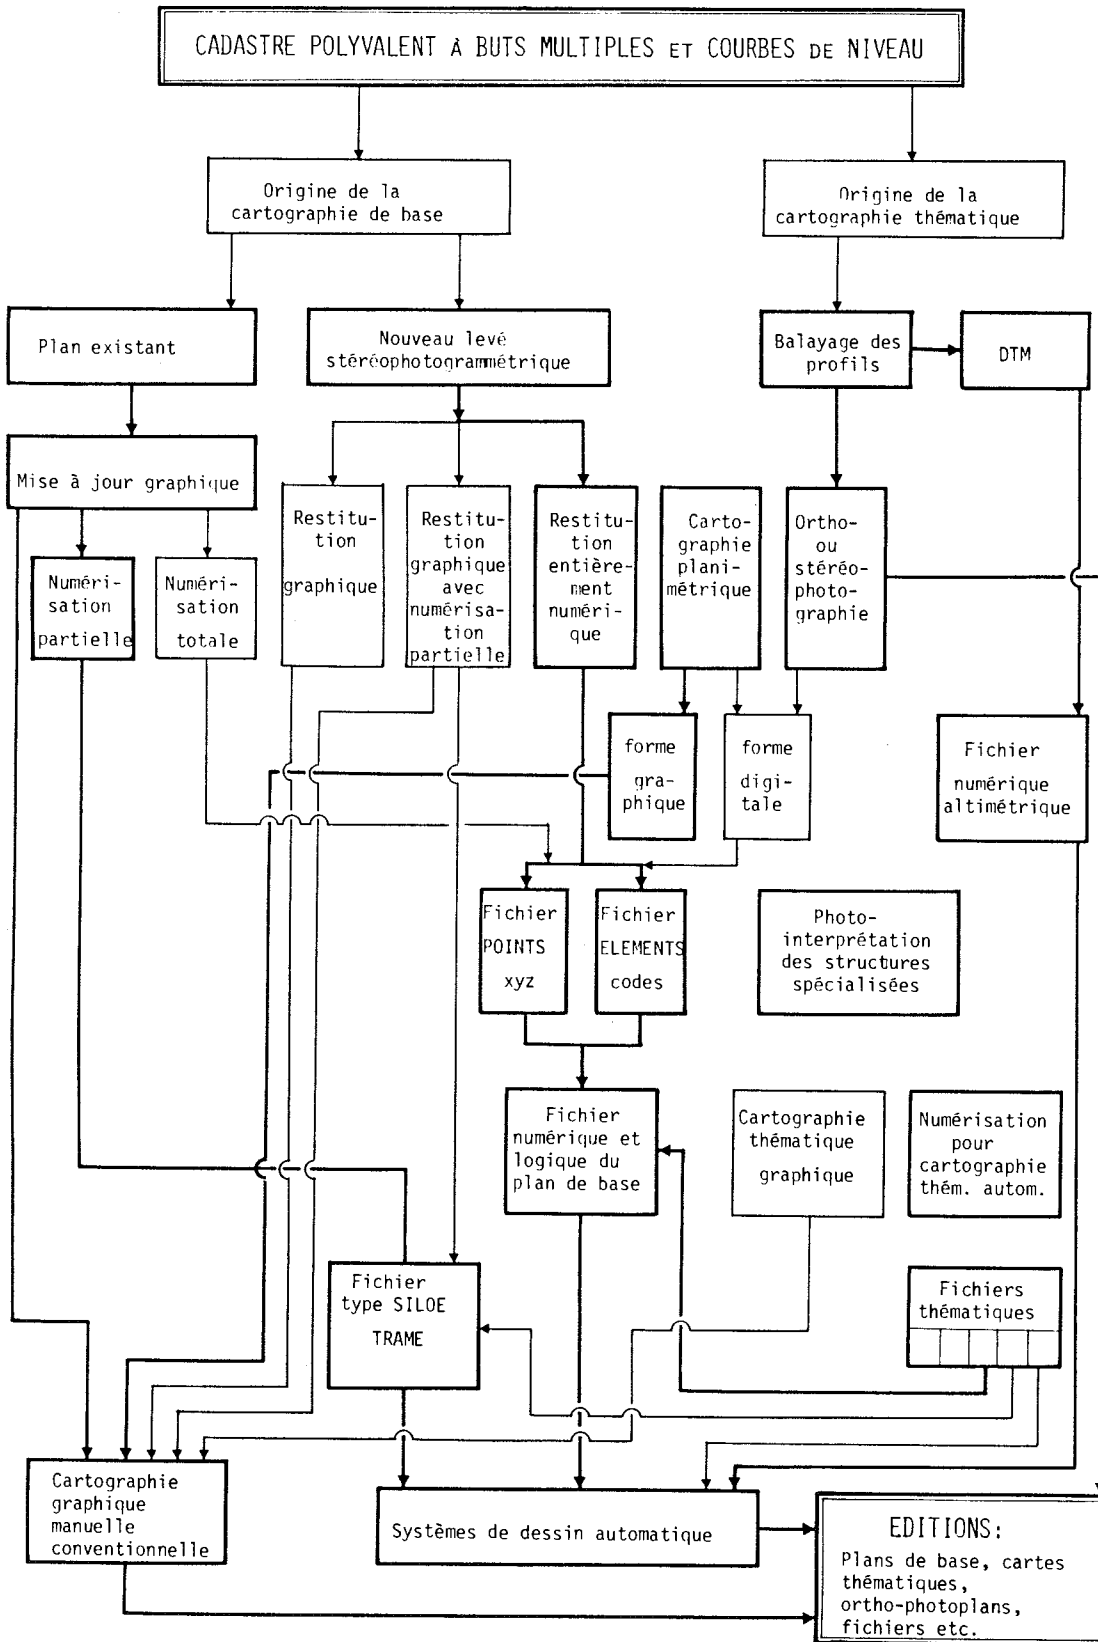 CADASTRE POLYVALENT À BUTS MULTIPLES ET COURBES DE NIVEAU
Origine de la
cartographie de base
Origine de la
cartographie thématique
Plan existant
Nouveau levé
stéréophotogrammétrique
Balayage des
profils
DTM
Mise à jour graphique
Restitu-
tion
graphique
Restitu-
tion
graphique
avec
numérisa-
tion
partielle
Restitu-
tion
entière-
ment
numéri-
que
Carto-
graphie
plani-
métrique
Ortho-
ou
stéréo-
photo-
graphie
Numéri-
sation
partielle
Numéri-
sation
totale
forme
gra-
phique
forme
digi-
tale
Fichier
numérique
altimétrique
Fichier
POINTS
xyz
Fichier
ELEMENTS
codes
Photo-
interprétation
des structures
spécialisées
Fichier
numérique et
logique du
plan de base
Cartographie
thématique
graphique
Numérisation
pour
cartographie
thém. autom.
Fichier
type SILOE
TRAME
Fichiers
thématiques
Cartographie
graphique
manuelle
conventionnelle
Systèmes de dessin automatique
EDITIONS:
Plans de base, cartes
thématiques,
ortho-photoplans,
fichiers etc.